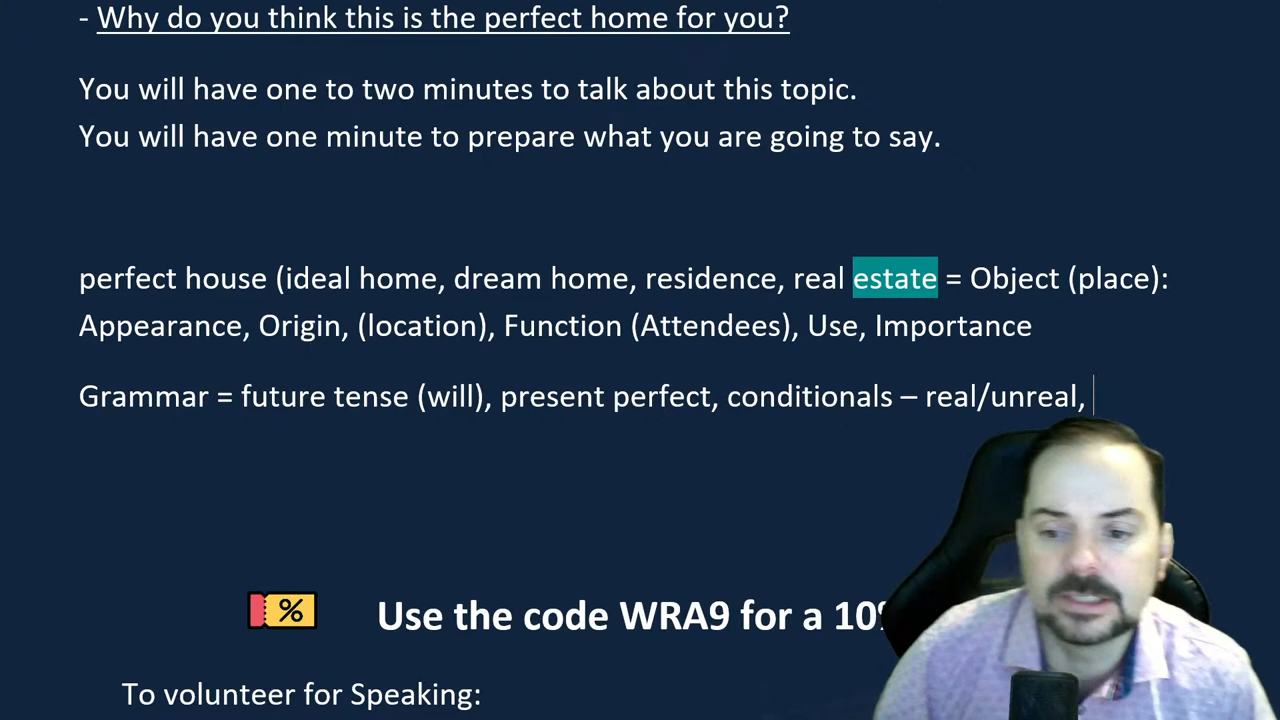 - Why do you think this is the perfect home for you?
You will have one to two minutes to talk about this topic.
You will have one minute to prepare what you are going to say.
perfect house (ideal home, dream home, residence, real estate = Object (place):
Appearance, Origin, (location), Function (Attendees), Use, Importance
Grammar = future tense (will), present perfect, conditionals – real/unreal,
%
Use the code WRA9 for a 10%
To volunteer for Speaking: